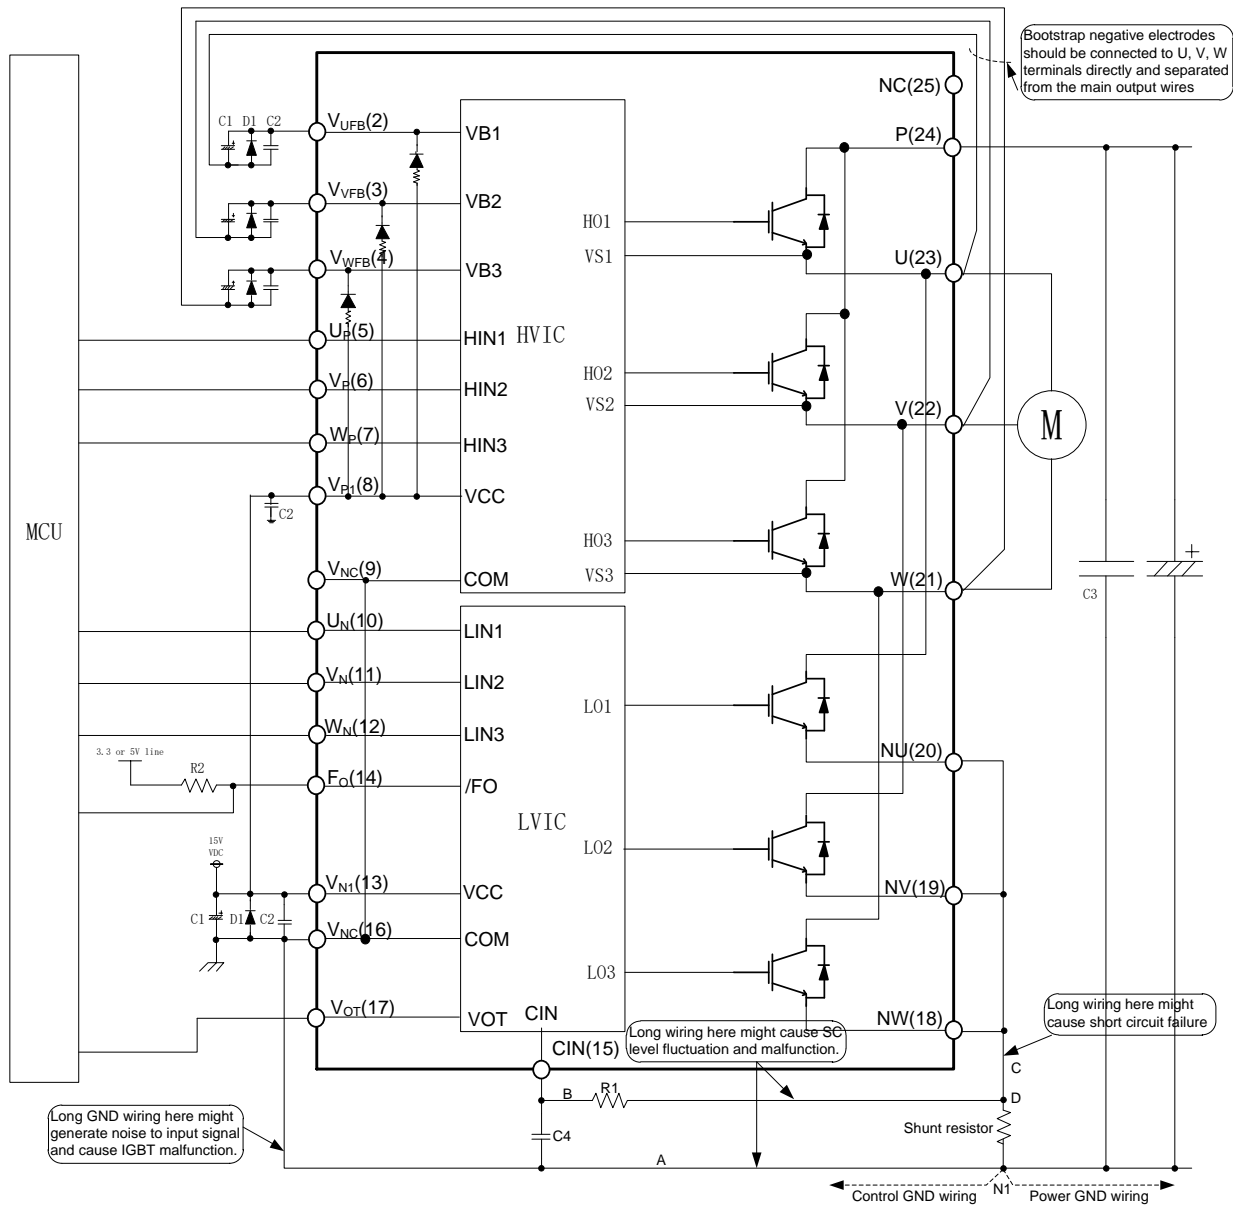 Bootstrap negative electrodes
should be connected to U, V, W
terminals directly and separated
from the main output wires
NC(25)
C1 D1 C2
VUFB(2)
VB1
P(24)
VVFB(3)
VB2
HO1
VS1
U(23)
VWFB(4)
VB3
UP(5)
HIN1
HVIC
VP(6)
HIN2
HO2
VS2
V(22)
M
WP(7)
HIN3
VP1(8)
VCC
C2
MCU
HO3
VS3
W(21)
+
C3
VNC(9)
COM
UN(10)
LIN1
VN(11)
LIN2
LO1
WN(12)
LIN3
NU(20)
3.3 or 5V line
R2
FO(14)
/FO
LVIC
15V
VDC
LO2
NV(19)
VN1(13)
VCC
C1 D1 C2
VNC(16)
COM
LO3
VOT(17)
VOT
CIN
NW(18)
CIN(15)
Long wiring here might cause SC
level fluctuation and malfunction.
Long wiring here might
cause short circuit failure
C
B
R1
D
Long GND wiring here might
generate noise to input signal
and cause IGBT malfunction.
C4
Shunt resistor
A
Control GND wiring
N1
Power GND wiring